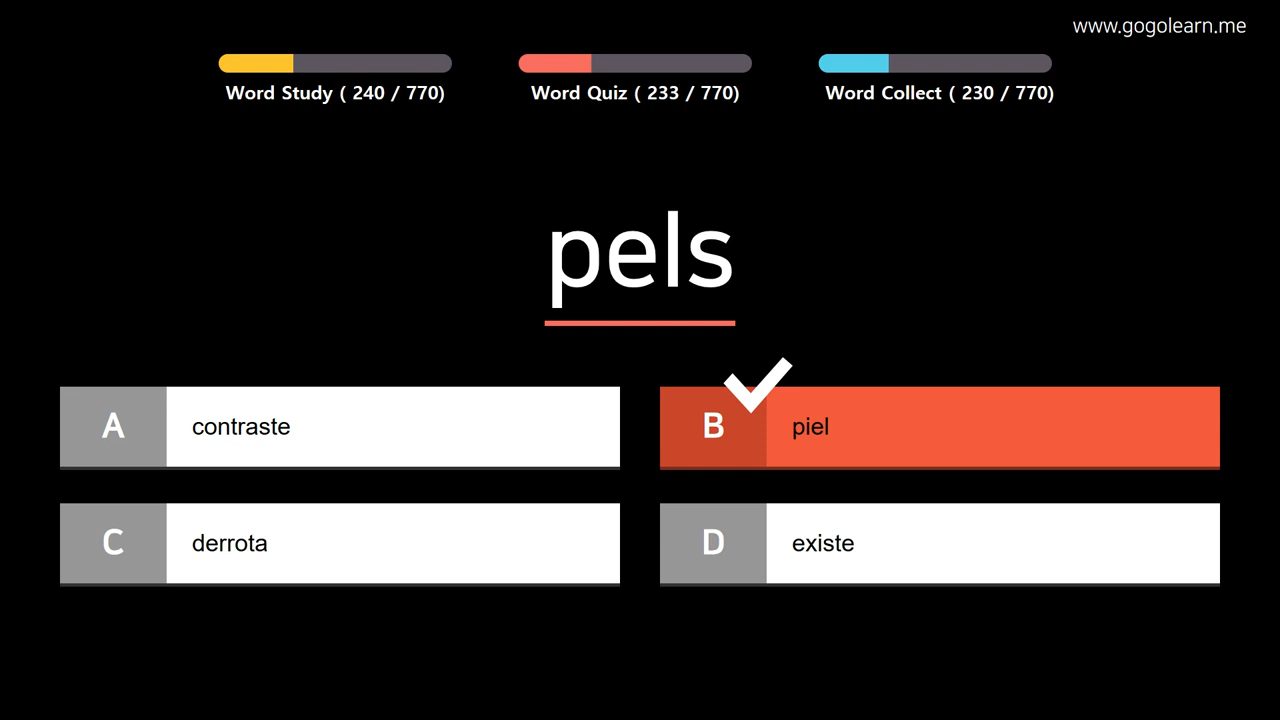 www.gogolearn.me
Word Study ( 240 / 770)
Word Quiz ( 233 / 770)
Word Collect ( 230 / 770)
pels
A contraste
B piel
C derrota
D existe